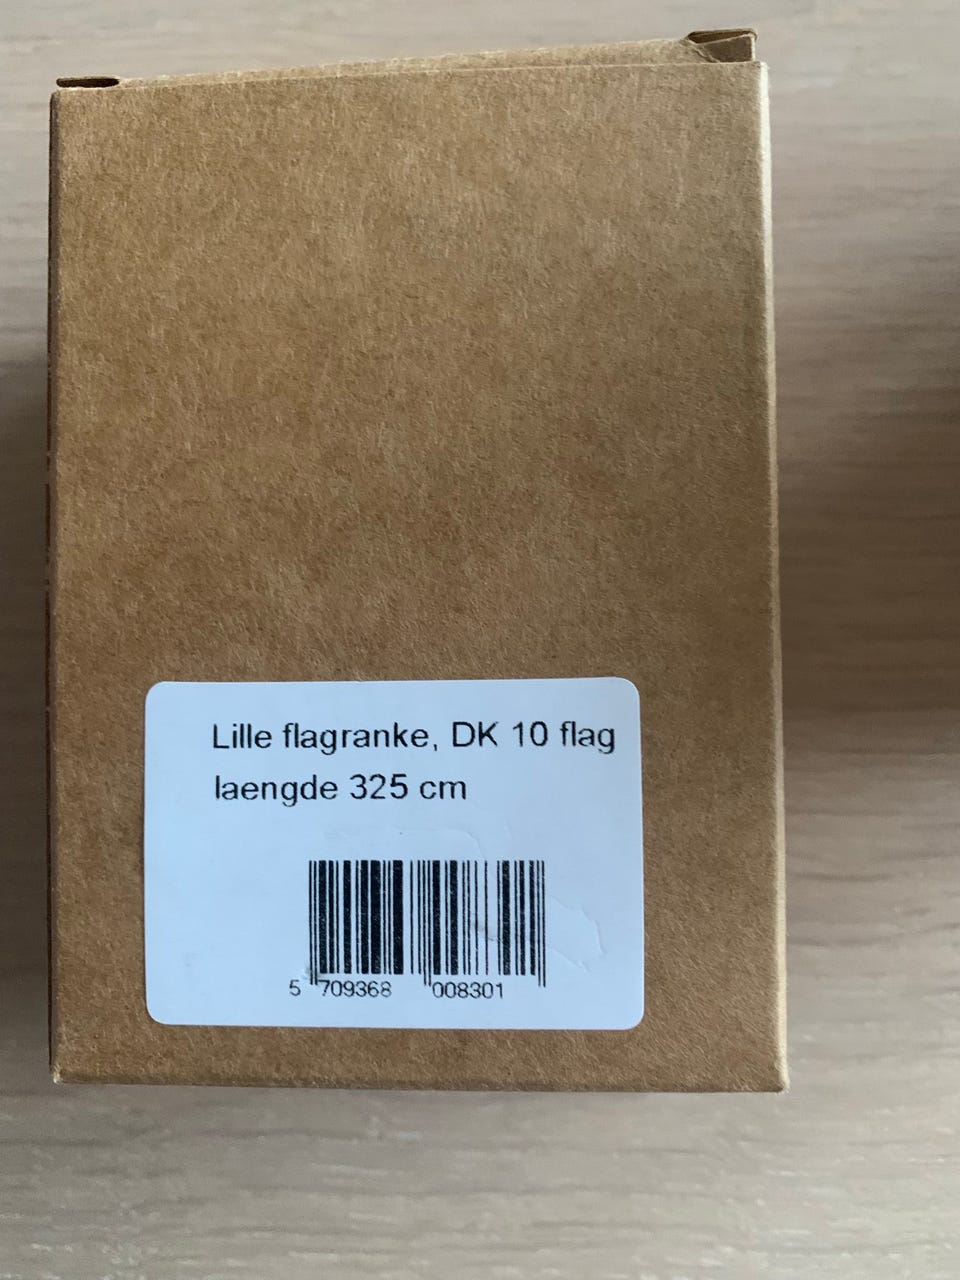 Lille flagranke, DK 10 flag
laengde 325 cm
5 709368 008301